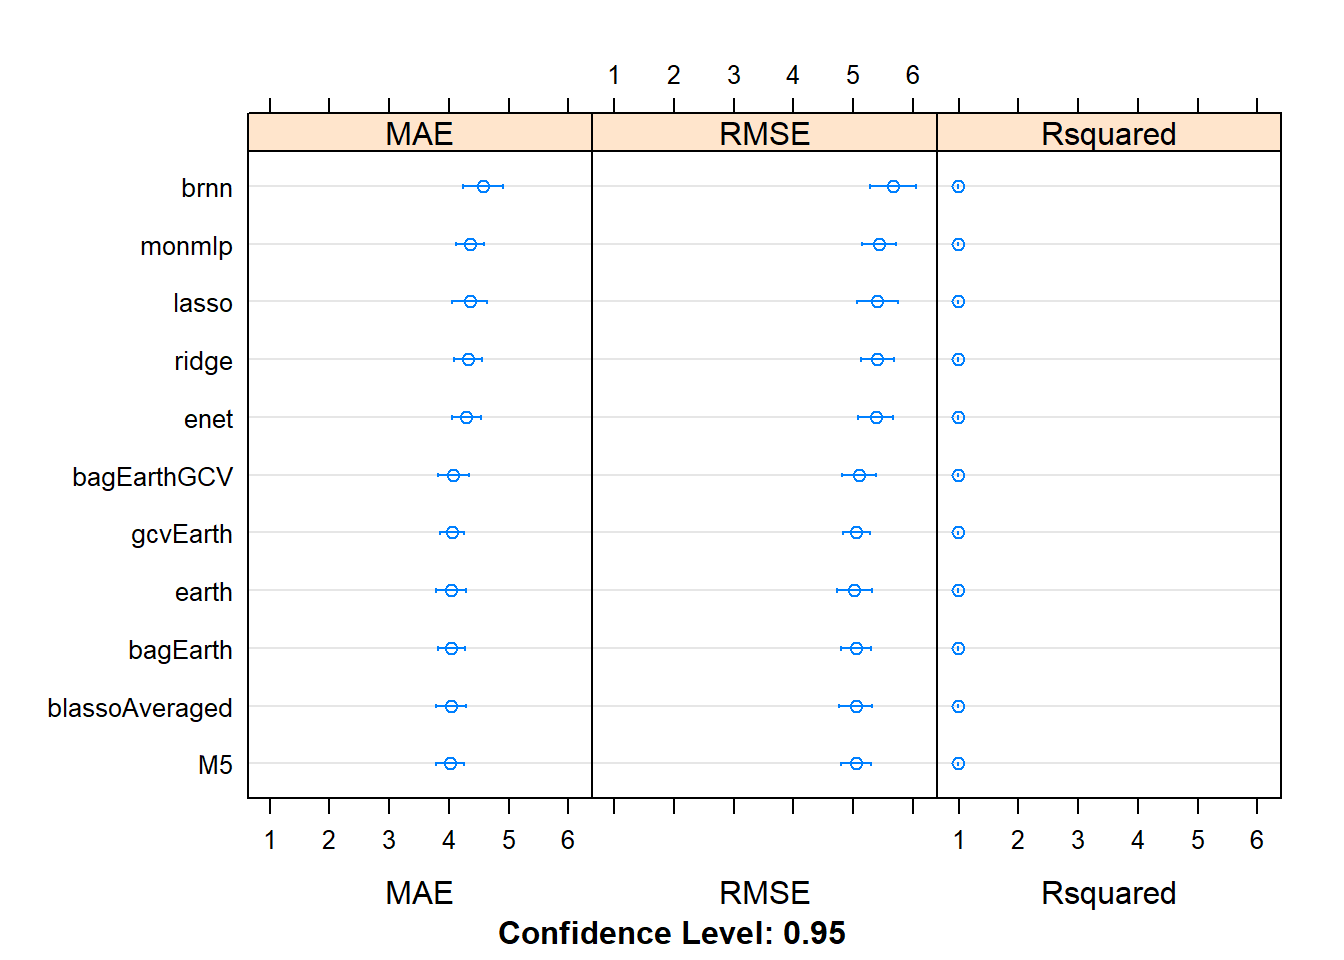 1 2 3 4 5 6
MAE RMSE Rsquared
brnn
monmlp
lasso
ridge
enet
bagEarthGCV
gcvEarth
earth
bagEarth
blassoAveraged
M5
1 2 3 4 5 6 1 2 3 4 5 6
MAE RMSE Rsquared
Confidence Level: 0.95